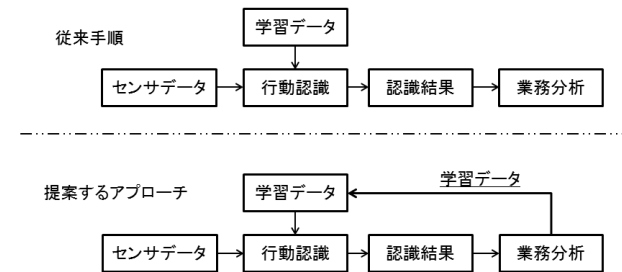 従来手順
学習データ
センサデータ
行動認識
認識結果
業務分析
提案するアプローチ
学習データ
学習データ
センサデータ
行動認識
認識結果
業務分析